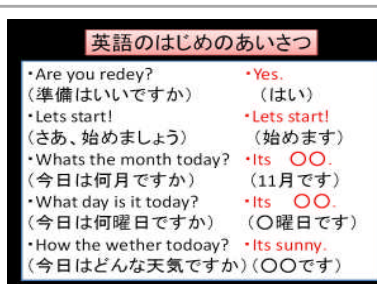 英語のはじめのあいさつ
・Are you redey? ・Yes.
(準備はいいですか) (はい)
・Lets start! ・Lets start!
(さあ、始めましょう) (始めます)
・Whats the month today? ・Its 〇〇.
(今日は何月ですか) (11月です)
・What day is it today? ・Its 〇〇.
(今日は何曜日ですか) (〇曜日です)
・How the wether todoay? ・Its sunny.
(今日はどんな天気ですか)(〇〇です)